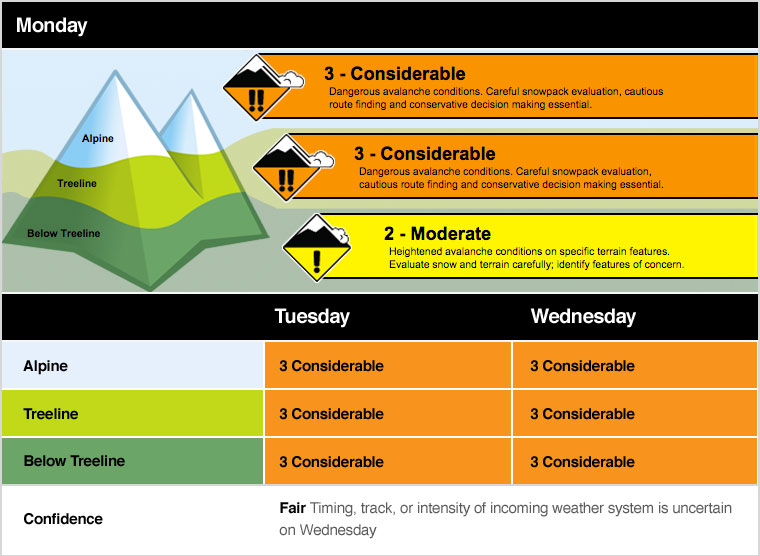 Monday
3 - Considerable
Dangerous avalanche conditions. Careful snowpack evaluation, cautious
route finding and conservative decision making essential.
Alpine
3 - Considerable
Dangerous avalanche conditions. Careful snowpack evaluation,
cautious route finding and conservative decision making essential.
Treeline
2 - Moderate
Heightened avalanche conditions on specific terrain features.
Evaluate snow and terrain carefully; identify features of concern.
Below Treeline
Tuesday Wednesday
Alpine 3 Considerable 3 Considerable
Treeline 3 Considerable 3 Considerable
Below Treeline 3 Considerable 3 Considerable
Confidence Fair Timing, track, or intensity of incoming weather system is uncertain
on Wednesday